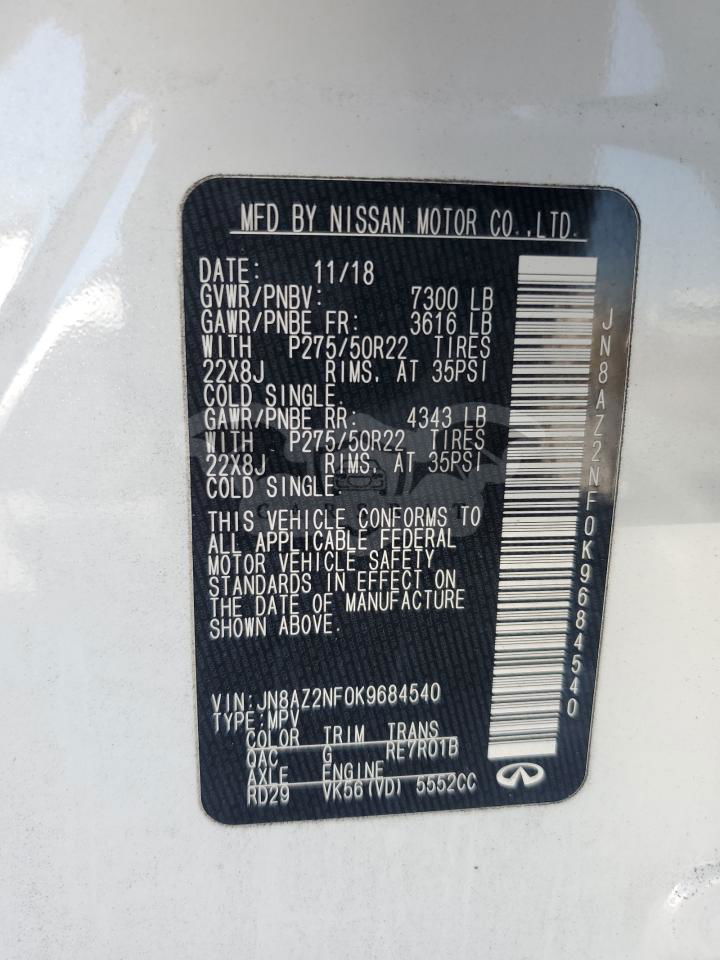 MFD BY NISSAN MOTOR CO.,LTD.
DATE: 11/18
GVWR/PNBV: 7300 LB
GAWR/PNBE FR: 3616 LB
WITH P275/50R22 TIRES
22X8J RIMS, AT 35PSI
COLD SINGLE.
GAWR/PNBE RR: 4343 LB
WITH P275/50R22 TIRES
22X8J RIMS, AT 35PSI
COLD SINGLE.
THIS VEHICLE CONFORMS TO
ALL APPLICABLE FEDERAL
MOTOR VEHICLE SAFETY
STANDARDS IN EFFECT ON
THE DATE OF MANUFACTURE
SHOWN ABOVE.
VIN:JN8AZ2NF0K9684540
TYPE:MPV
COLOR TRIM TRANS
QAC G RE7R01B
AXLE ENGINE
RD29 VK56(VD) 5552CC
JN8AZ2NF0K9684540